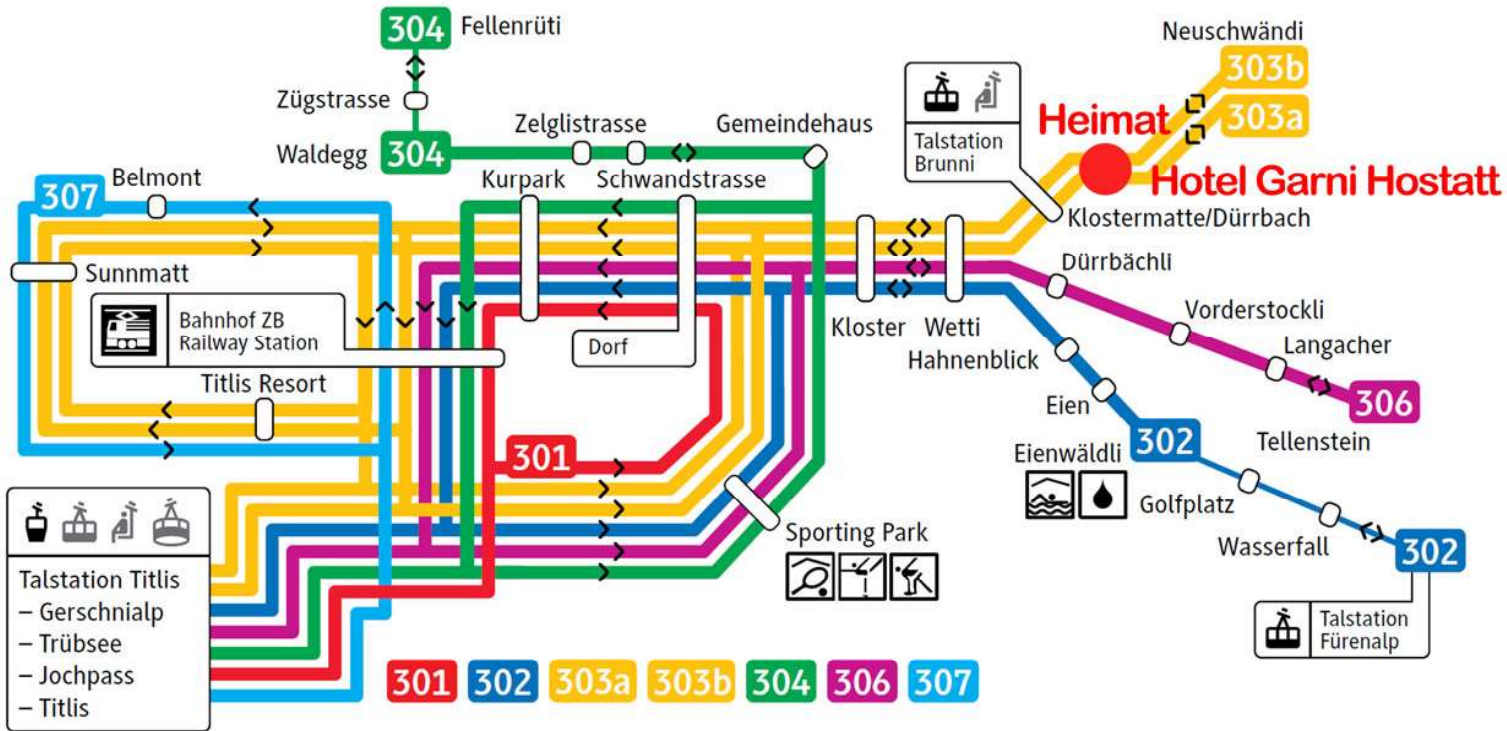 304 Fellenrüti
Zügstrasse
Waldegg 304
Zelglistrasse
Gemeindehaus
Neuschwändi
303b
303a
Heimat
Hotel Garni Hostatt
Talstation
Brunni
Klostermatte/Dürrbach
307 Belmont
Kurpark
Schwandstrasse
Sunnmatt
Bahnhof ZB
Railway Station
Dorf
Titlis Resort
Kloster
Wetti
Hahnenblick
Dürrbächli
Vorderstockli
Langacher
306
Tellenstein
Eien
302
Eienwäldli
Golfplatz
Wasserfall
302
Talstation
Fürenalp
301
Sporting Park
Talstation Titlis
– Gerschnialp
– Trübsee
– Jochpass
– Titlis
301 302 303a 303b 304 306 307